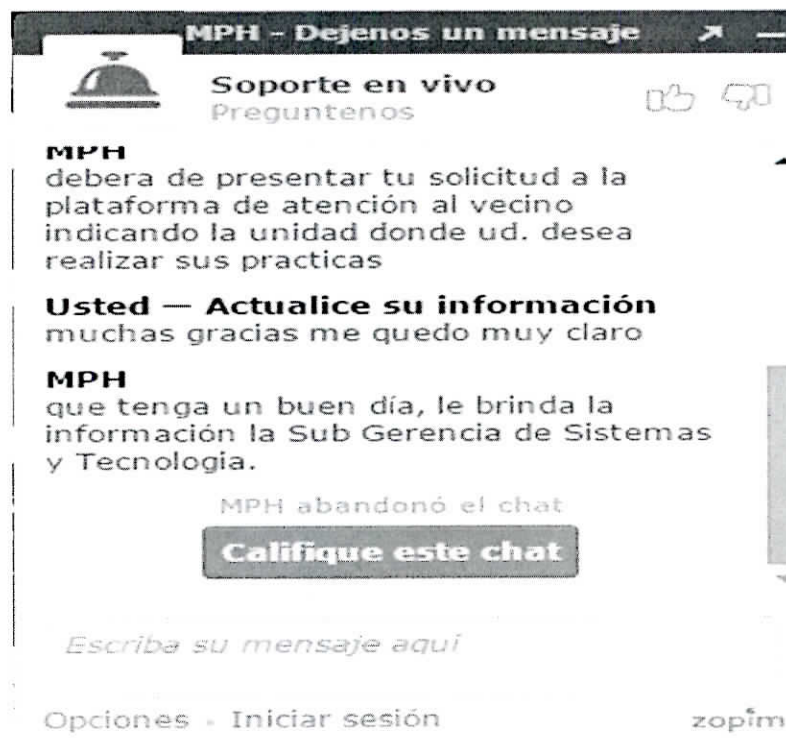 MPH - Dejenos un mensaje
Soporte en vivo
Preguntenos
MPH
debera de presentar tu solicitud a la
plataforma de atención al vecino
indicando la unidad donde ud. desea
realizar sus practicas
Usted — Actualice su información
muchas gracias me quedo muy claro
MPH
que tenga un buen día, le brinda la
información la Sub Gerencia de Sistemas
y Tecnologia.
MPH abandonó el chat
Califique este chat
Escriba su mensaje aqui
Opciones - Iniciar sesión
zopim